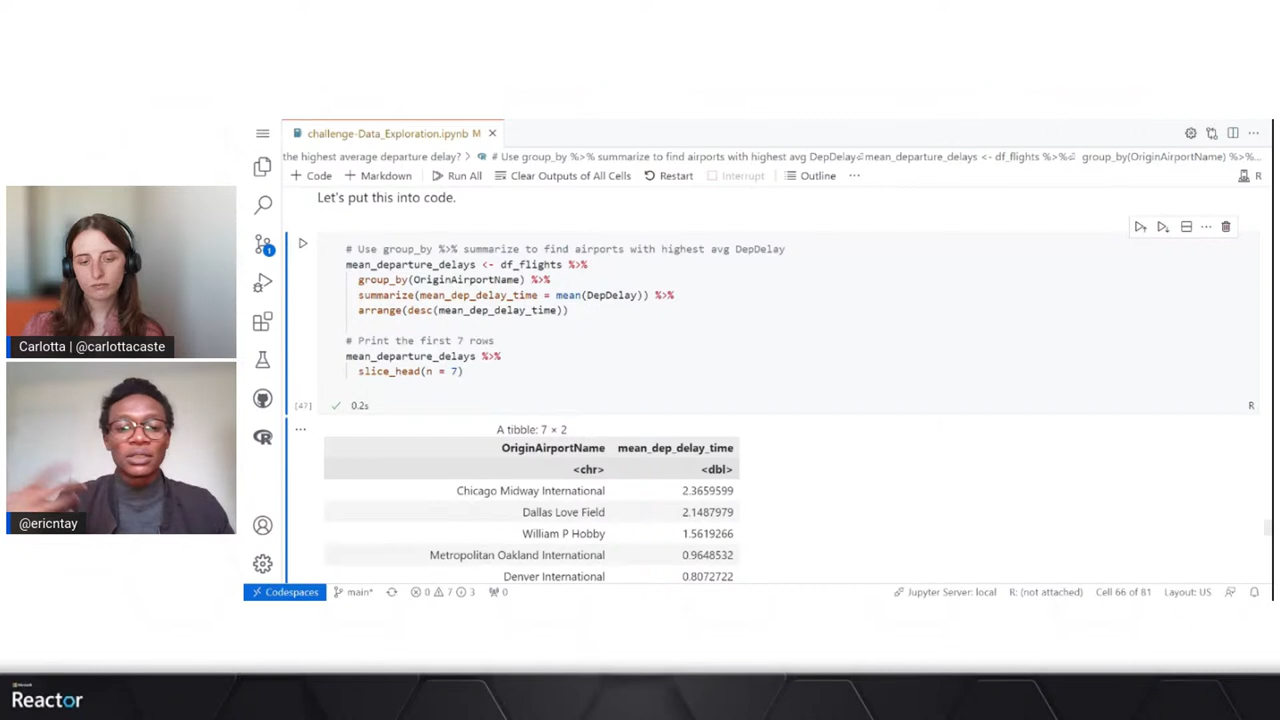 challenge-Data_Exploration.ipynb M
the highest average departure delay? > # Use group_by %>% summarize to find airports with highest avg DepDelay⏎mean_departure_delays <- df_flights %>%⏎ group_by(OriginAirportName) %>%...
+ Code + Markdown Run All Clear Outputs of All Cells Restart Interrupt Outline ... R
Let's put this into code.
# Use group_by %>% summarize to find airports with highest avg DepDelay
mean_departure_delays <- df_flights %>%
group_by(OriginAirportName) %>%
summarize(mean_dep_delay_time = mean(DepDelay)) %>%
arrange(desc(mean_dep_delay_time))
# Print the first 7 rows
mean_departure_delays %>%
slice_head(n = 7)
[47] 0.2s R
A tibble: 7 × 2
OriginAirportName mean_dep_delay_time
<chr> <dbl>
Chicago Midway International 2.3659599
Dallas Love Field 2.1487979
William P Hobby 1.5619266
Metropolitan Oakland International 0.9648532
Denver International 0.8072722
1
R
Codespaces main* 0 7 3 0 Jupyter Server: local R: (not attached) Cell 66 of 81 Layout: US
Carlotta | @carlottacaste
@ericntay
Microsoft
Reactor